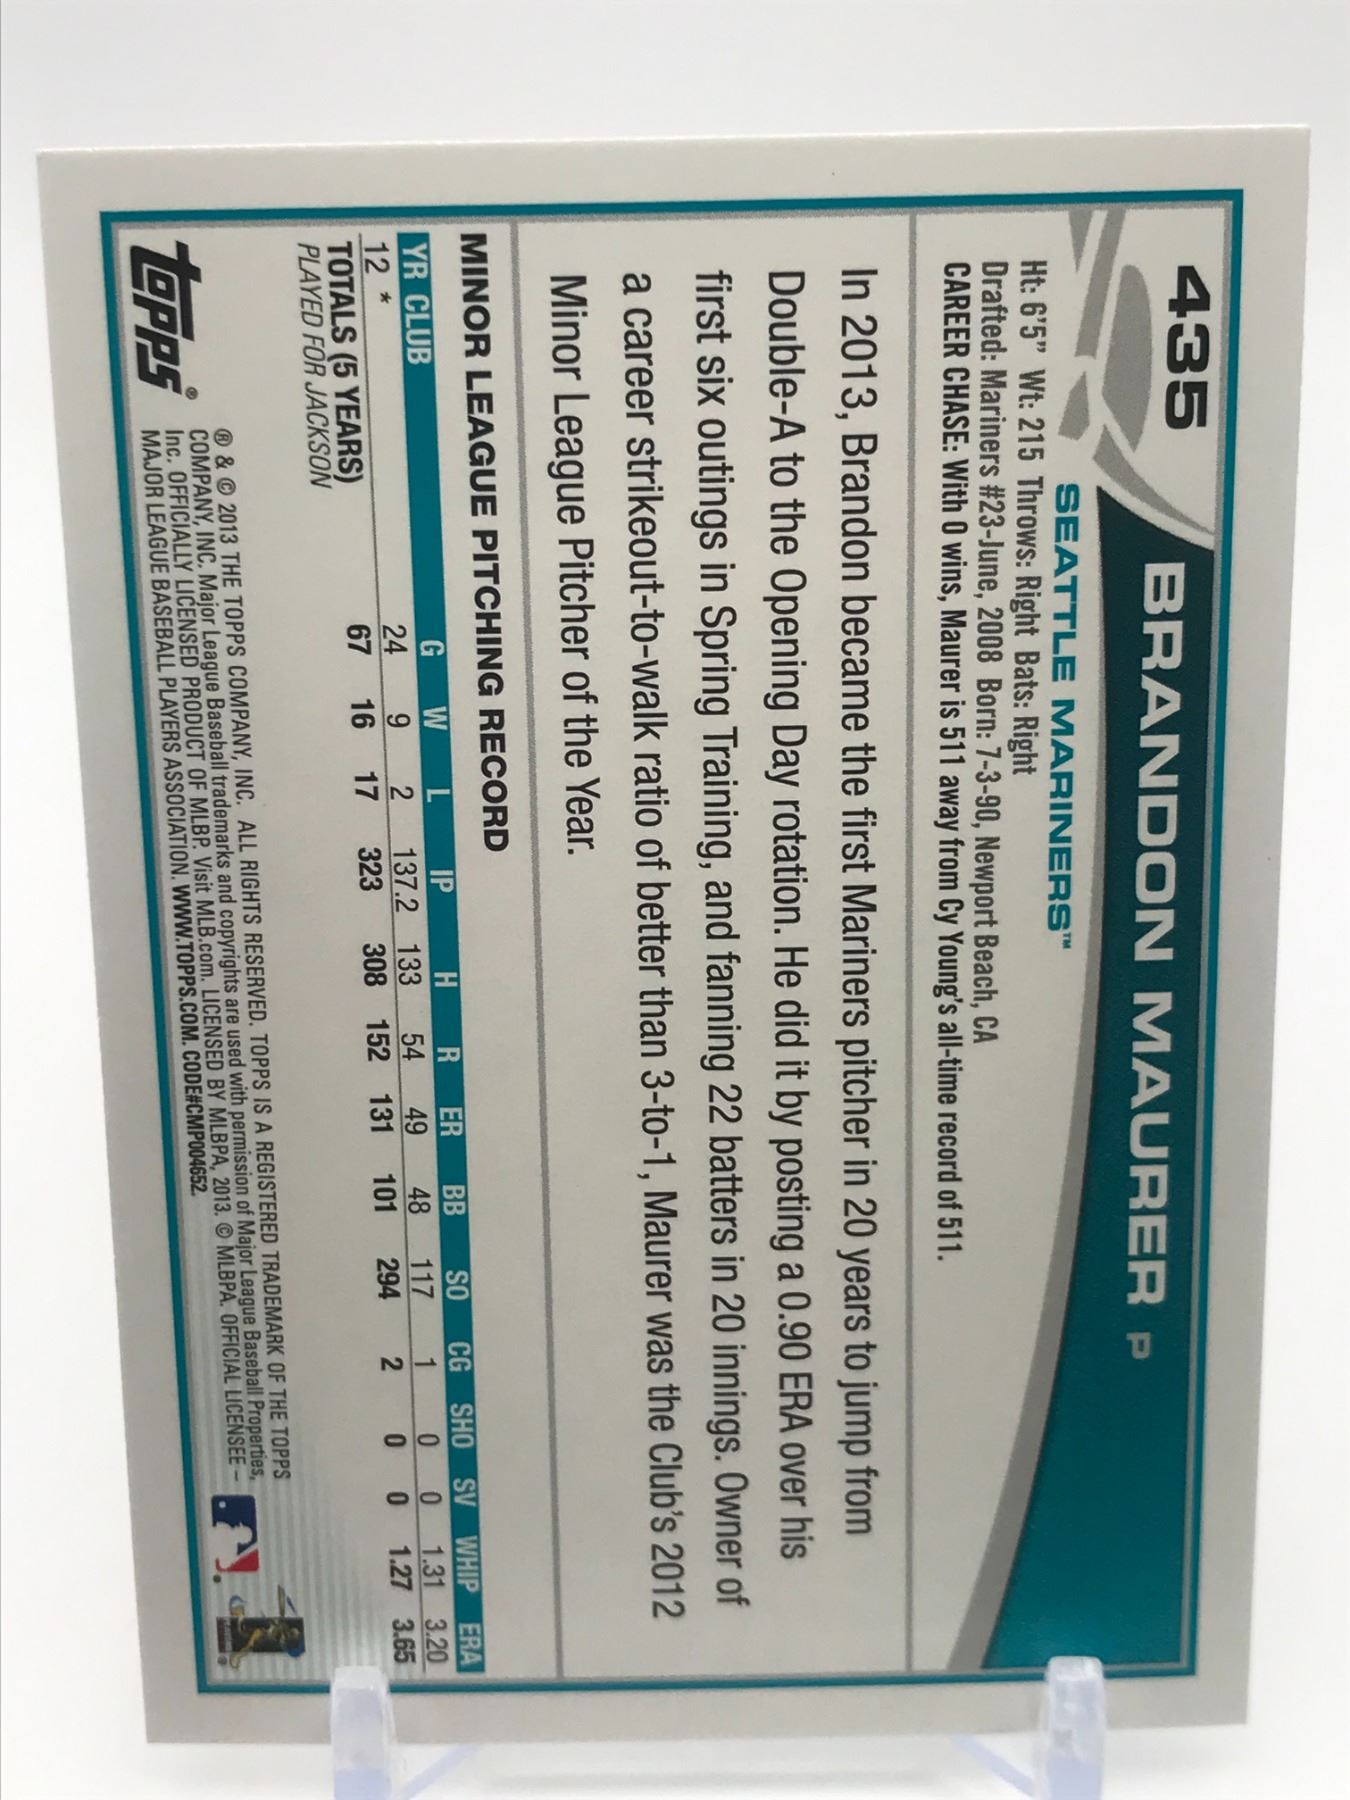 435
BRANDON MAURER P
SEATTLE MARINERS™
Ht: 6'5" Wt: 215 Throws: Right Bats: Right
Drafted: Mariners #23-June, 2008 Born: 7-3-90, Newport Beach, CA
CAREER CHASE: With 0 wins, Maurer is 511 away from Cy Young's all-time record of 511.
In 2013, Brandon became the first Mariners pitcher in 20 years to jump from
Double-A to the Opening Day rotation. He did it by posting a 0.90 ERA over his
first six outings in Spring Training, and fanning 22 batters in 20 innings. Owner of
a career strikeout-to-walk ratio of better than 3-to-1, Maurer was the Club's 2012
Minor League Pitcher of the Year.
MINOR LEAGUE PITCHING RECORD
YR CLUB G W L IP H R ER BB SO CG SHO SV WHIP ERA
12 * 24 9 2 137.2 133 54 49 48 117 1 0 0 1.31 3.20
TOTALS (5 YEARS) 67 16 17 323 308 152 131 101 294 2 0 0 1.27 3.65
PLAYED FOR JACKSON
topps®
® & © 2013 THE TOPPS COMPANY, INC. ALL RIGHTS RESERVED. TOPPS IS A REGISTERED TRADEMARK OF THE TOPPS
COMPANY, INC. Major League Baseball trademarks and copyrights are used with permission of Major League Baseball Properties,
Inc. OFFICIALLY LICENSED PRODUCT OF MLBP. Visit MLB.com. LICENSED BY MLBPA, 2013. © MLBPA. OFFICIAL LICENSEE –
MAJOR LEAGUE BASEBALL PLAYERS ASSOCIATION. WWW.TOPPS.COM. CODE#CMP004652.